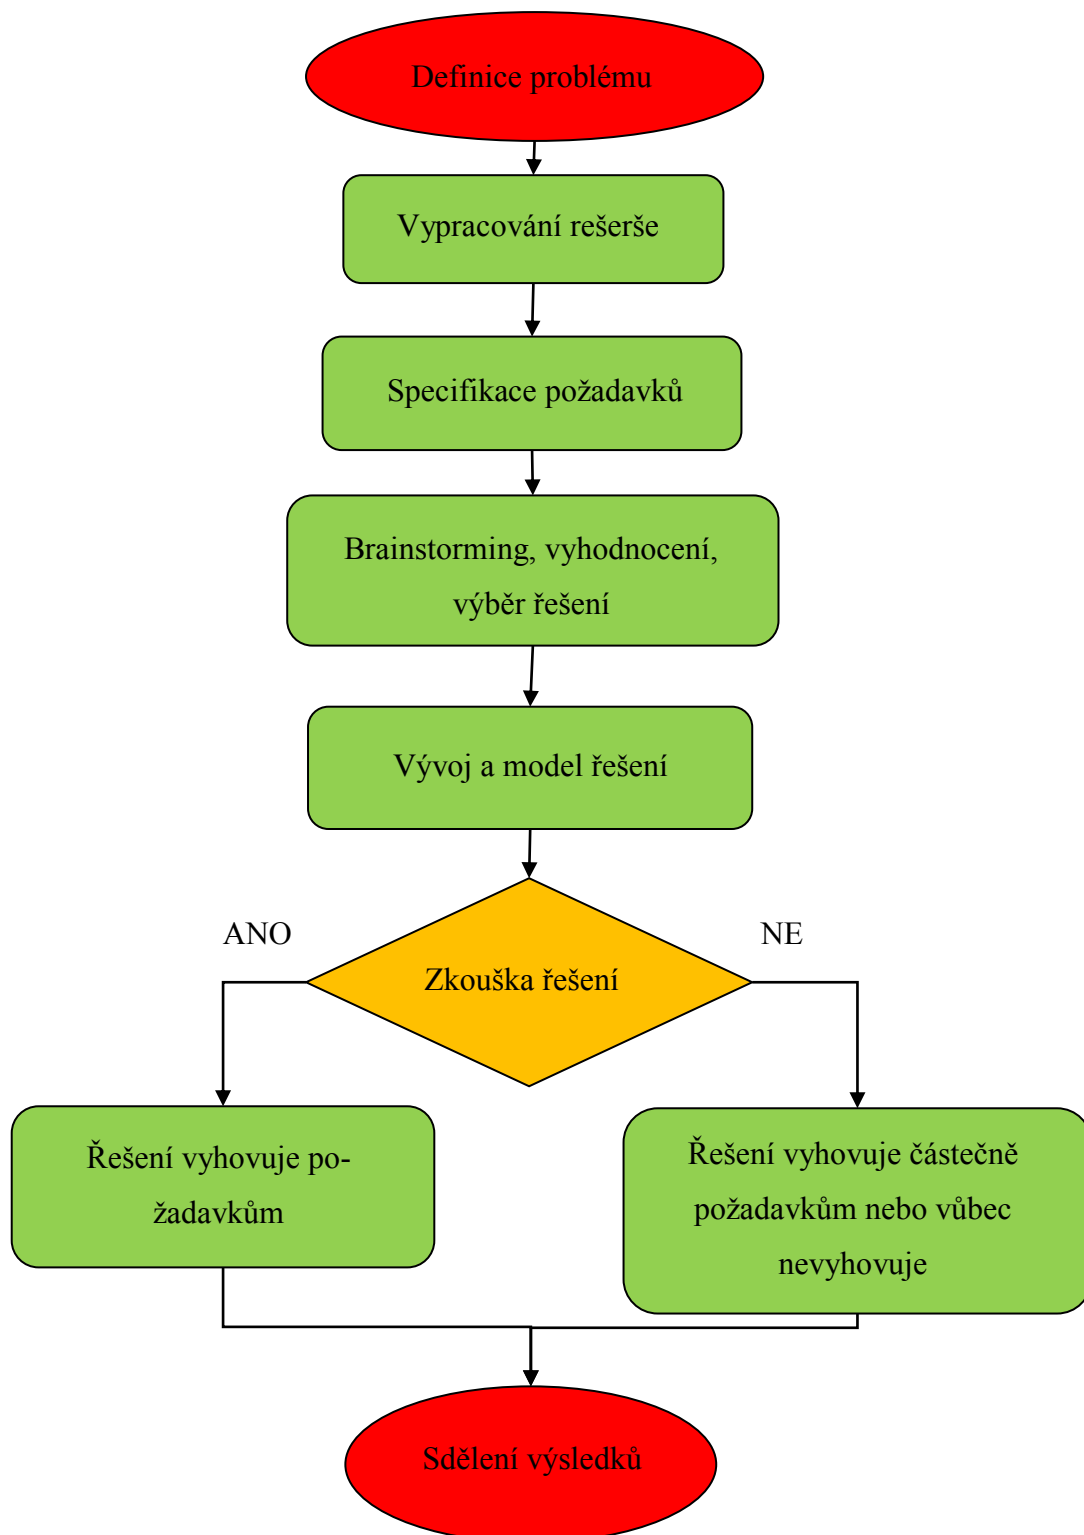 Definice problému
Vypracování rešerše
Specifikace požadavků
Brainstorming, vyhodnocení,
výběr řešení
Vývoj a model řešení
ANO
NE
Zkouška řešení
Řešení vyhovuje po-
žadavkům
Řešení vyhovuje částečně
požadavkům nebo vůbec
nevyhovuje
Sdělení výsledků